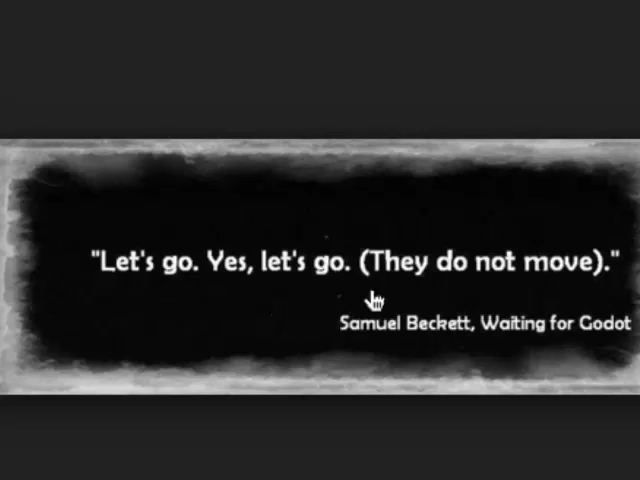 "Let's go. Yes, let's go. (They do not move)."
Samuel Beckett, Waiting for Godot